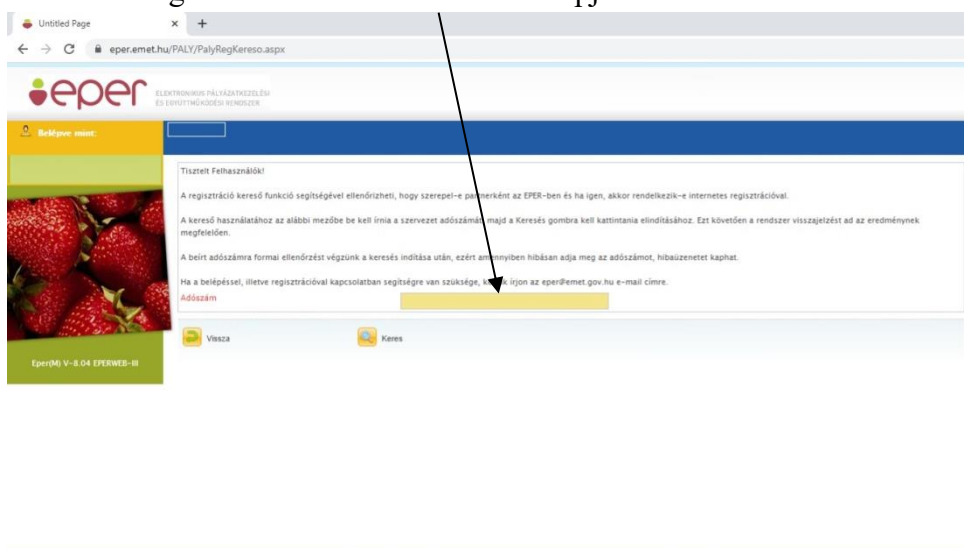 Untitled Page
eper.emet.hu/PALY/PalyRegKereso.aspx
eper
ELEKTRONIKUS PÁLYÁZATKEZELÉSI
ÉS EGYÜTTMŰKÖDÉSI RENDSZER
Belépve mint:
Tisztelt Felhasználók!
A regisztráció kereső funkció segítségével ellenőrizheti, hogy szerepel-e partnerként az EPER-ben és ha igen, akkor rendelkezik-e internetes regisztrációval.
A kereső használatához az alábbi mezőbe be kell írnia a szervezet adószámát, majd a Keresés gombra kell kattintania elindításához. Ezt követően a rendszer visszajelzést ad az eredménynek
megfelelően.
A beírt adószámra formai ellenőrzést végzünk a keresés indítása után, ezért amennyiben hibásan adja meg az adószámot, hibaüzenetet kaphat.
Ha a belépéssel, illetve regisztrációval kapcsolatban segítségre van szüksége, kérjük írjon az eper@emet.gov.hu e-mail címre.
Adószám
Vissza
Keres
Eper(M) V-8.04 EPERWEB-III